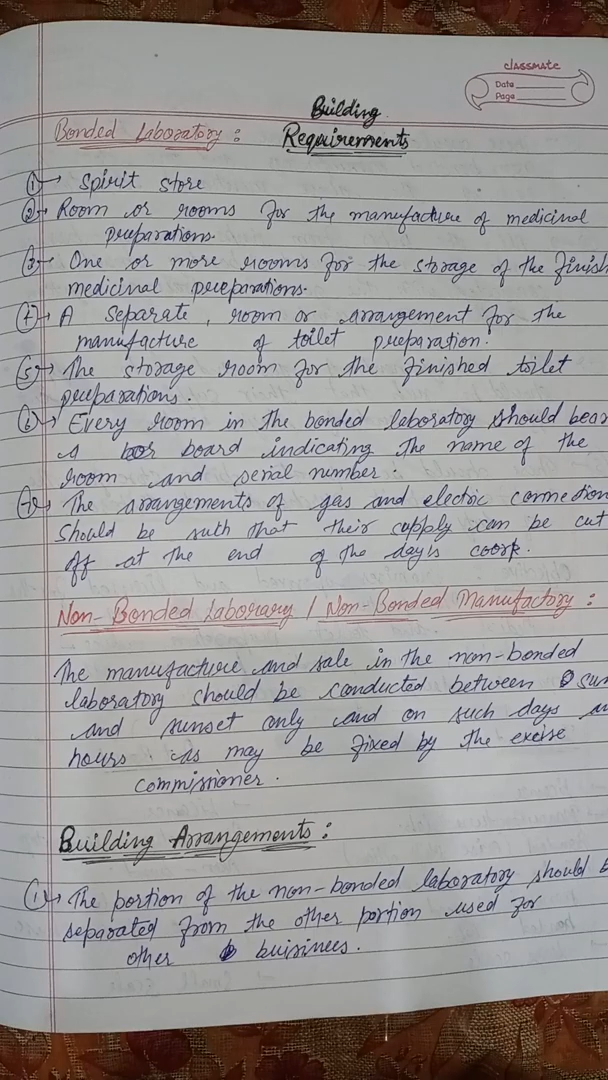 classmate
Date
Page
Building
Bonded Laboratory : Requirements
① → Spirit store
② → Room or rooms for the manufacture of medicinal
preparations.
③ → One or more rooms for the storage of the finish
medicinal preparations.
④ → A separate, room or arrangement for the
manufacture of toilet preparation.
⑤ → The storage room for the finished toilet
preparations.
⑥ → Every room in the bonded laboratory should bear
a board indicating the name of the
room and serial number.
⑦ → The arrangements of gas and electric connection
should be such that their supply can be cut
off at the end of the day's
Non-Bonded Laborary / Non-Bonded Manufactory :
The manufacture and sale in the non-bonded
laboratory should be conducted between sun
and sunset only and on such days an
hours as may be fixed by the excise
commissioner.
Building Arrangements :
① → The portion of the non-bonded laboratory should b
separated from the other portion used for
other buisinees.